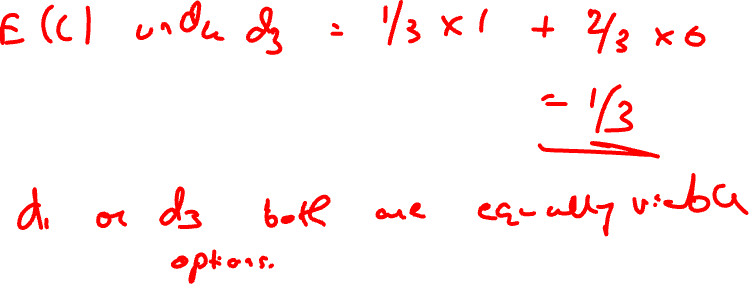 E(C) under d3 = 1/3 × 1 + 2/3 × 0
= 1/3
d1 or d3 both are equally viable
options.